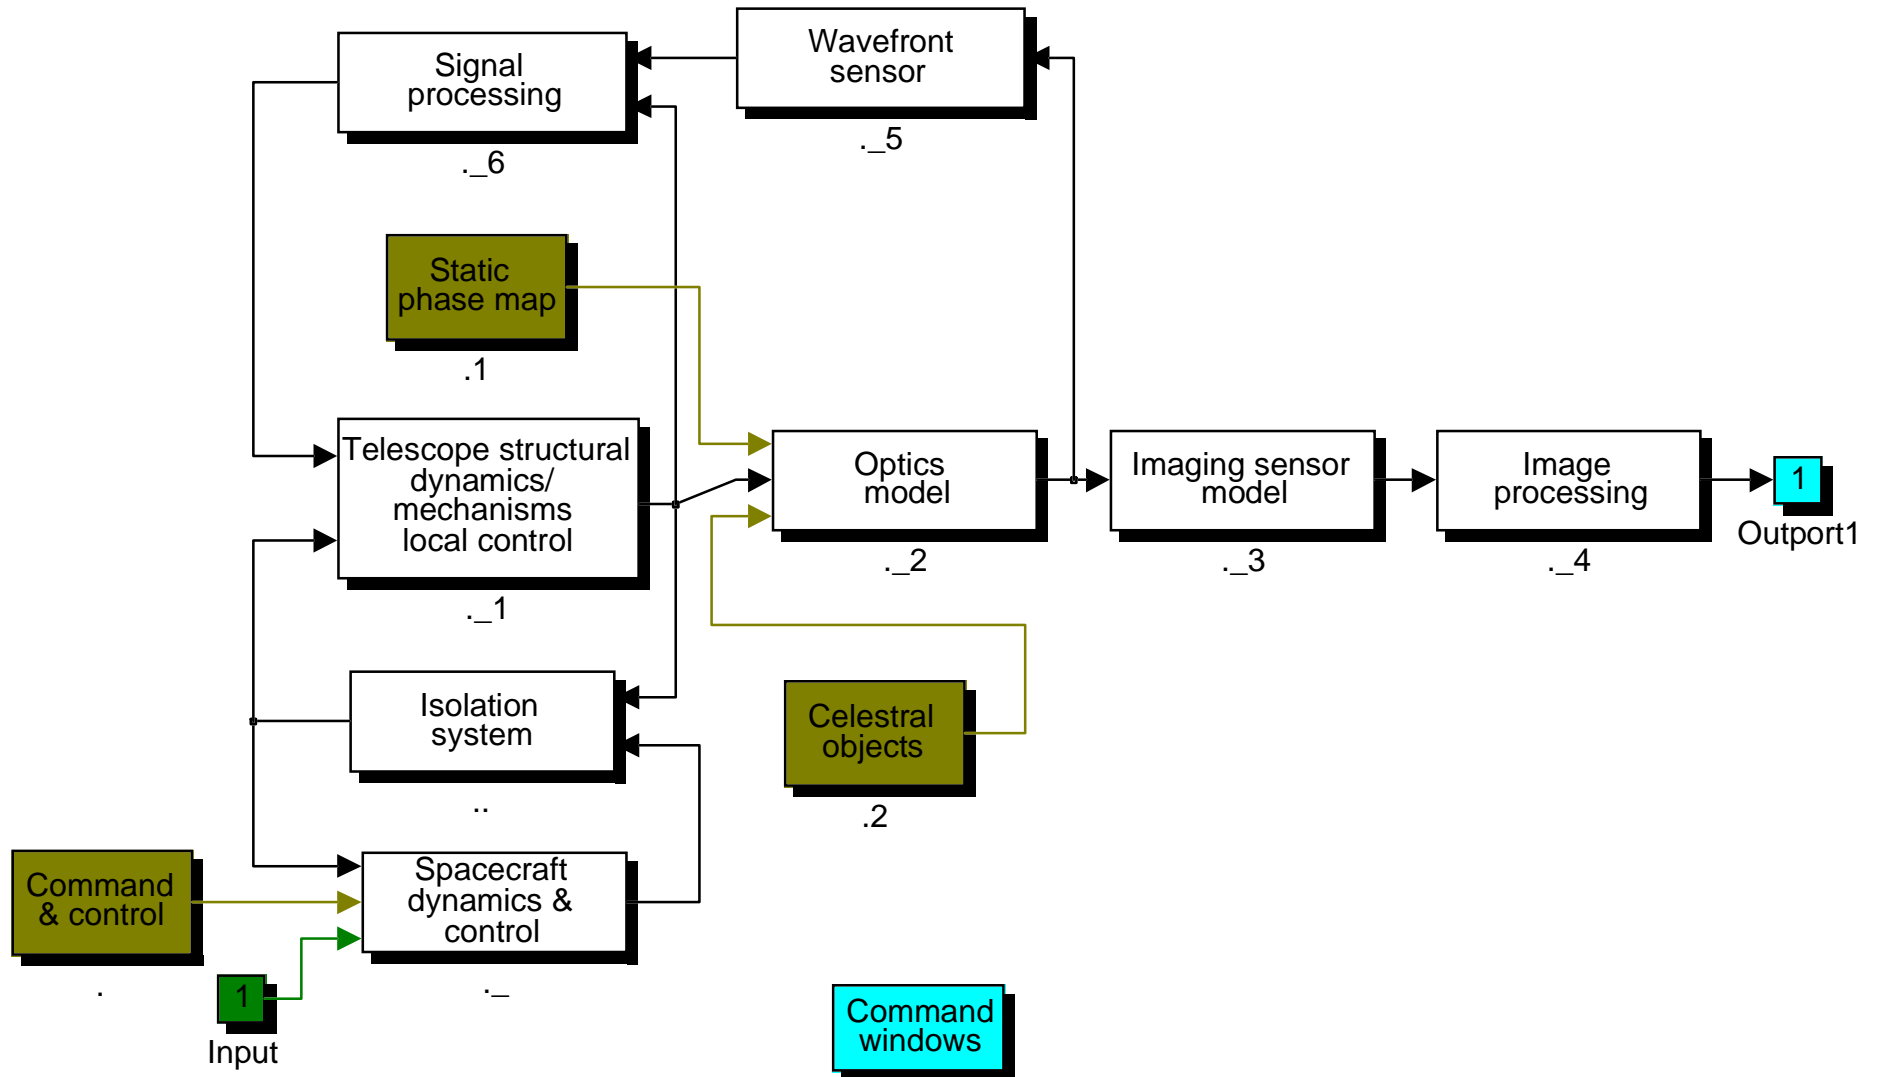 Wavefront
sensor
._5
Signal
processing
._6
Static
phase map
.1
Telescope structural
dynamics/
mechanisms
local control
._1
Optics
model
._2
Imaging sensor
model
._3
Image
processing
._4
1
Outport1
Isolation
system
..
Celestral
objects
.2
Command
& control
.
Spacecraft
dynamics &
control
._
1
Input
Command
windows